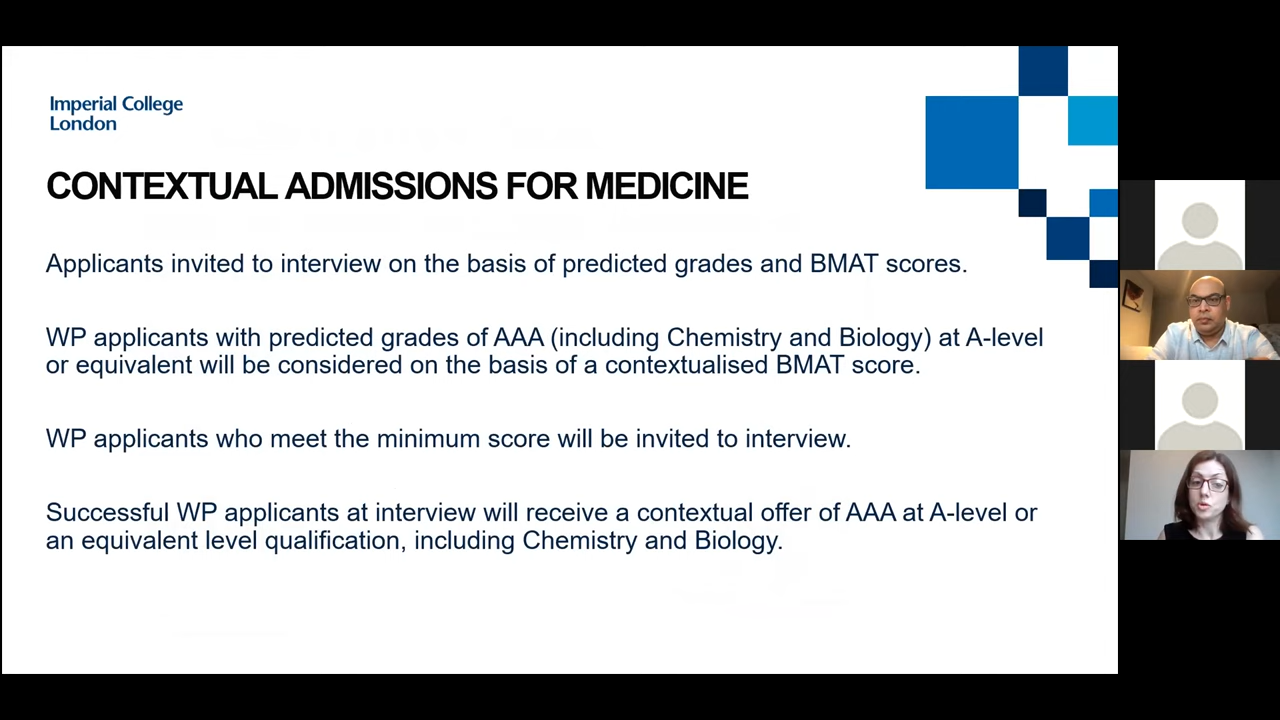 Imperial College
London
CONTEXTUAL ADMISSIONS FOR MEDICINE
Applicants invited to interview on the basis of predicted grades and BMAT scores.
WP applicants with predicted grades of AAA (including Chemistry and Biology) at A-level
or equivalent will be considered on the basis of a contextualised BMAT score.
WP applicants who meet the minimum score will be invited to interview.
Successful WP applicants at interview will receive a contextual offer of AAA at A-level or
an equivalent level qualification, including Chemistry and Biology.